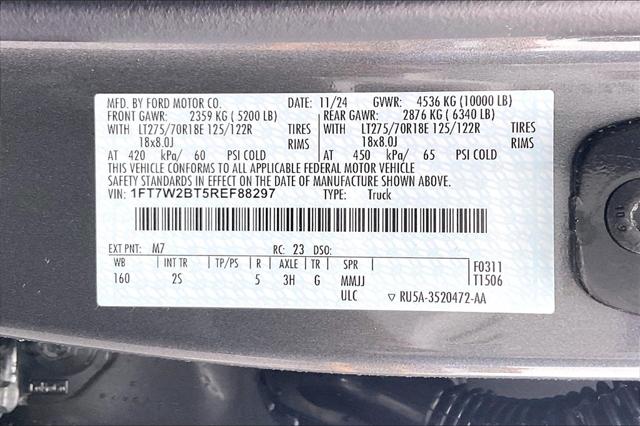 MFD. BY FORD MOTOR CO. DATE: 11/24 GVWR: 4536 KG (10000 LB)
FRONT GAWR: 2359 KG ( 5200 LB) REAR GAWR: 2876 KG ( 6340 LB)
WITH LT275/70R18E 125/122R TIRES WITH LT275/70R18E 125/122R TIRES
18x8.0J RIMS 18x8.0J RIMS
AT 420 kPa/ 60 PSI COLD AT 450 kPa/ 65 PSI COLD
THIS VEHICLE CONFORMS TO ALL APPLICABLE FEDERAL MOTOR VEHICLE
SAFETY STANDARDS IN EFFECT ON THE DATE OF MANUFACTURE SHOWN ABOVE.
VIN: 1FT7W2BT5REF88297 TYPE: Truck
EXT PNT: M7 RC: 23 DSO:
WB INT TR TP/PS R AXLE TR SPR F0311
160 2S 5 3H G MMJJ T1506
ULC ▽ RU5A-3520472-AA